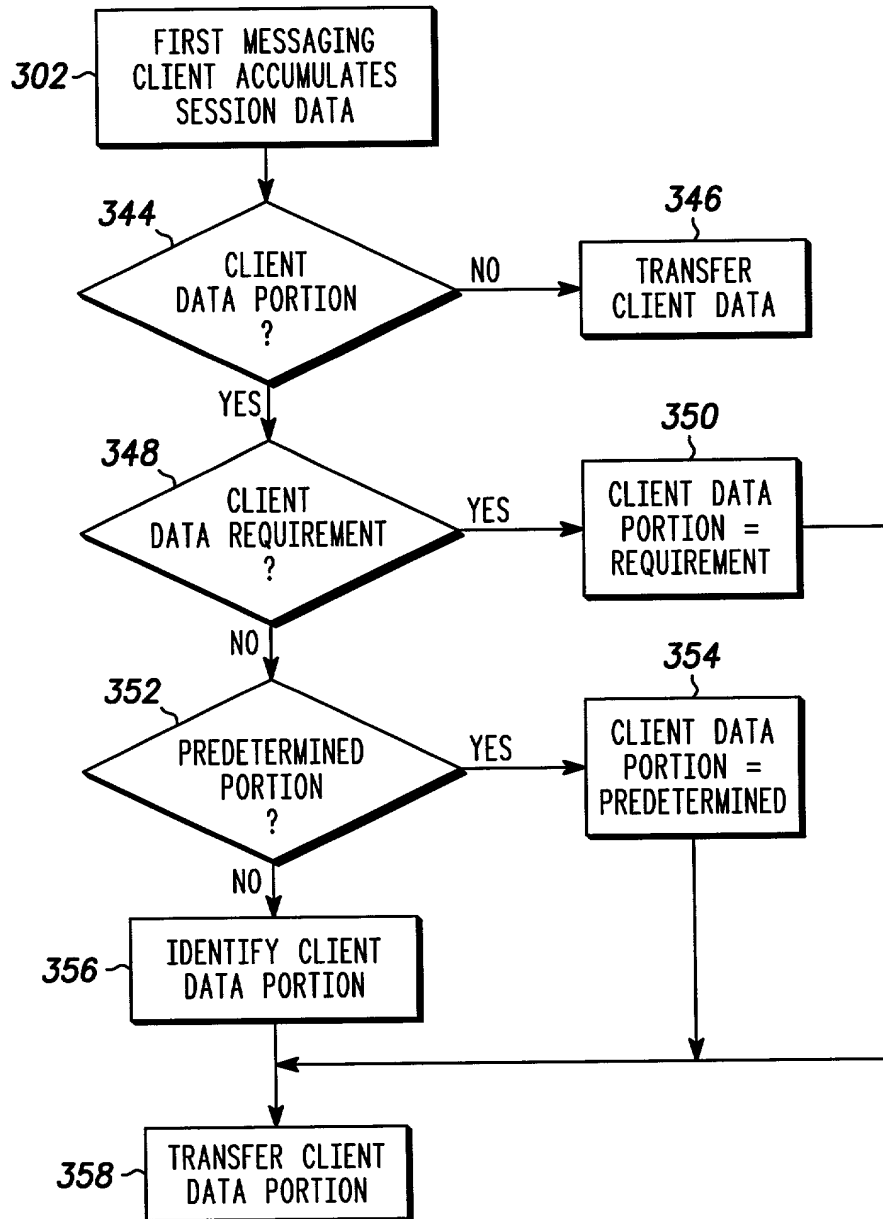 302
FIRST MESSAGING
CLIENT ACCUMULATES
SESSION DATA
344
CLIENT
DATA PORTION
?
NO
346
TRANSFER
CLIENT DATA
YES
348
CLIENT
DATA REQUIREMENT
?
YES
350
CLIENT DATA
PORTION =
REQUIREMENT
NO
352
PREDETERMINED
PORTION
?
YES
354
CLIENT DATA
PORTION =
PREDETERMINED
NO
356
IDENTIFY CLIENT
DATA PORTION
358
TRANSFER CLIENT
DATA PORTION